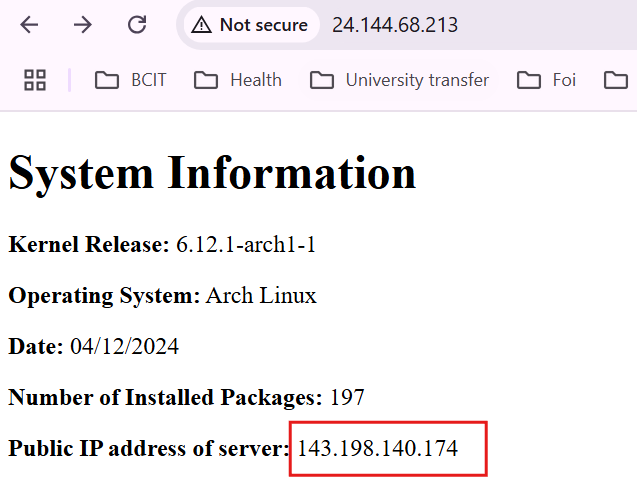 Not secure 24.144.68.213
BCIT Health University transfer Foi
System Information
Kernel Release: 6.12.1-arch1-1
Operating System: Arch Linux
Date: 04/12/2024
Number of Installed Packages: 197
Public IP address of server: 143.198.140.174